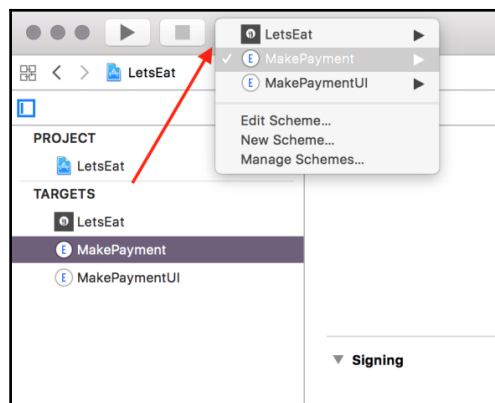 LetsEat
MakePayment
MakePaymentUI
LetsEat
Edit Scheme...
New Scheme...
Manage Schemes...
PROJECT
LetsEat
TARGETS
LetsEat
MakePayment
MakePaymentUI
Signing